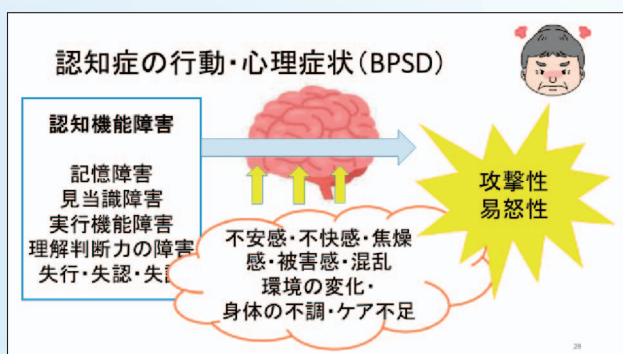 認知症の行動・心理症状（BPSD）
認知機能障害
記憶障害
見当識障害
実行機能障害
理解判断力の障害
失行・失認・失
不安感・不快感・焦燥
感・被害感・混乱
環境の変化・
身体の不調・ケア不足
攻撃性
易怒性